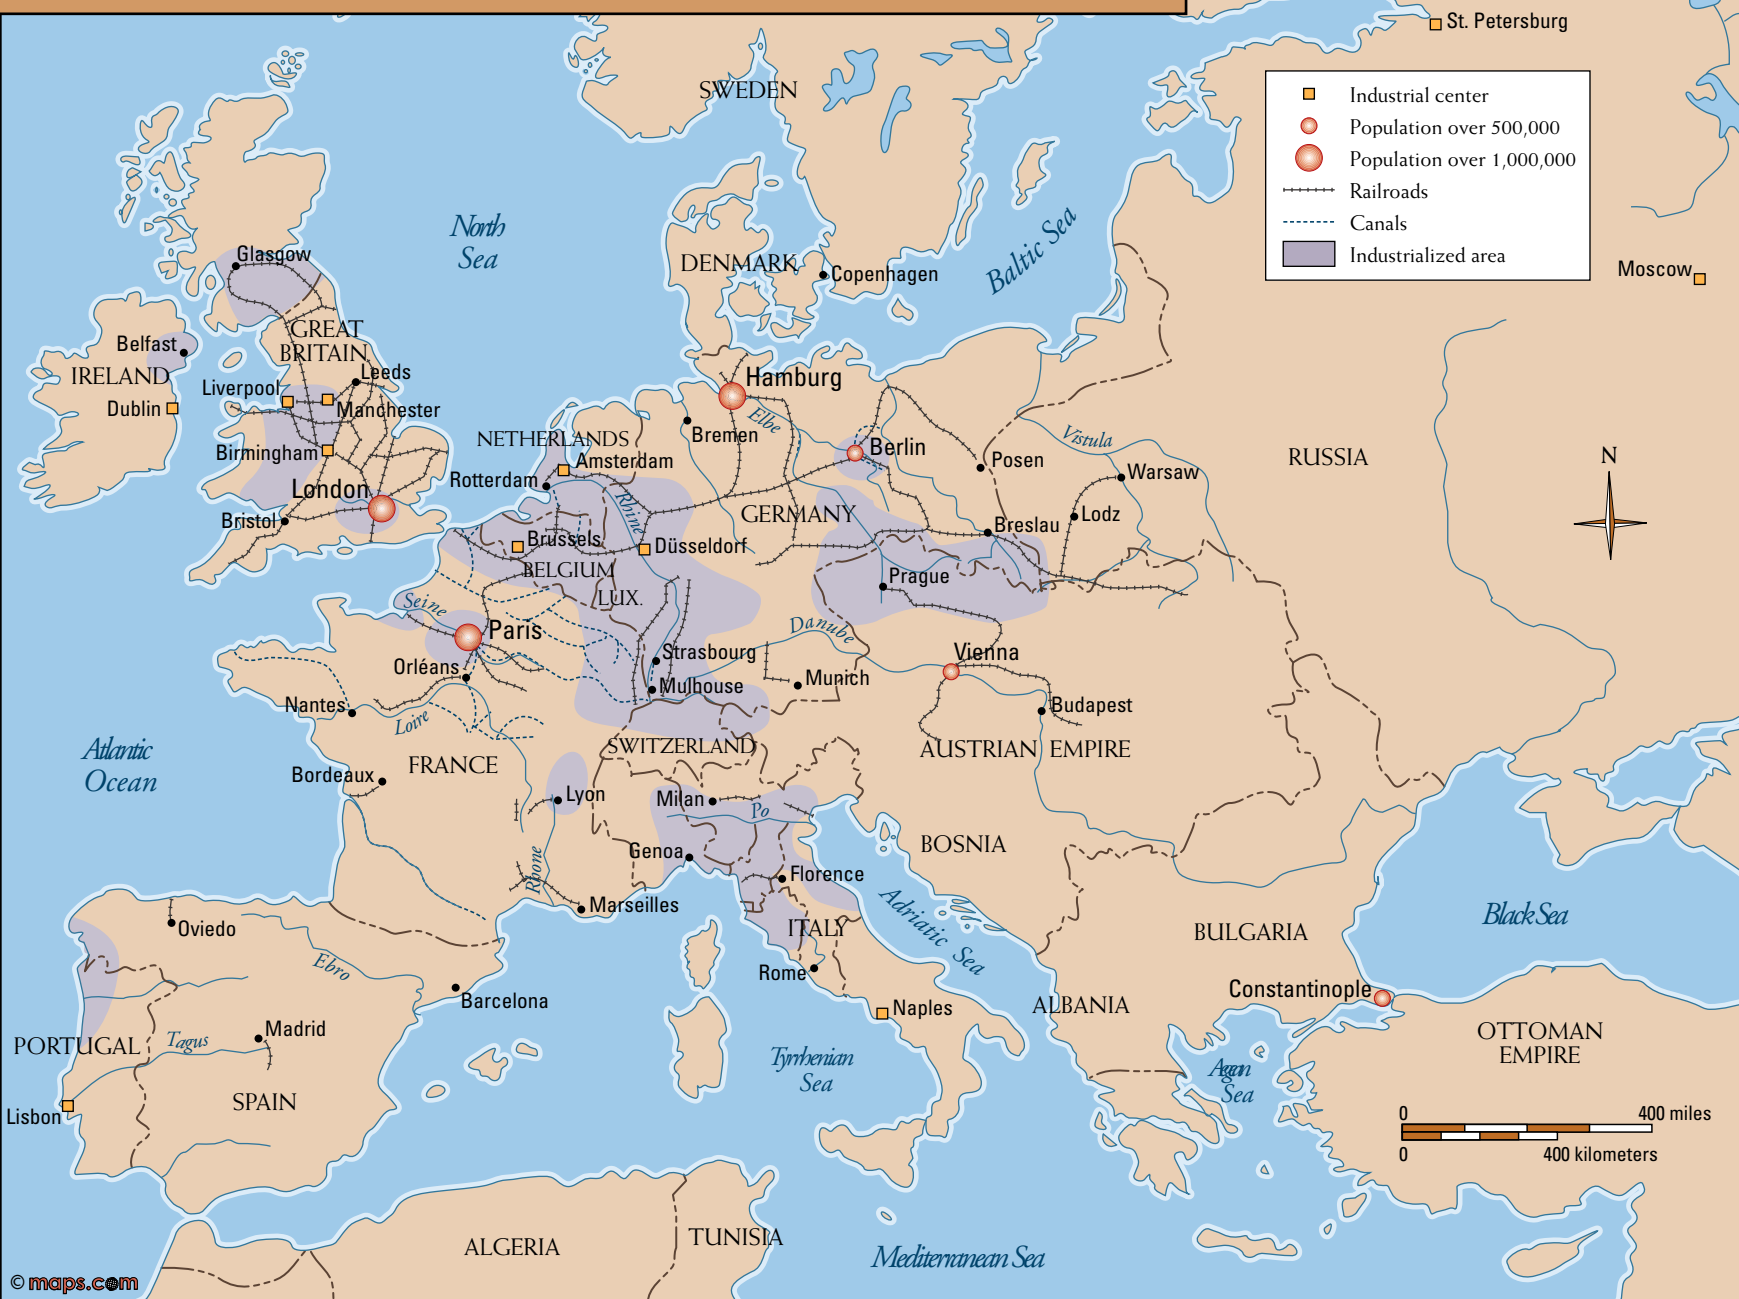 St. Petersburg
SWEDEN
Industrial center
Population over 500,000
Population over 1,000,000
Railroads
Canals
Industrialized area
North
Sea
Baltic Sea
Glasgow
DENMARK
Copenhagen
Moscow
GREAT
BRITAIN
Belfast
IRELAND
Leeds
Liverpool
Dublin
Manchester
Hamburg
Elbe
Bremen
NETHERLANDS
Birmingham
Amsterdam
Berlin
Vistula
Posen
Warsaw
RUSSIA
N
Rotterdam
London
Rhine
GERMANY
Lodz
Bristol
Breslau
Brussels
Düsseldorf
BELGIUM
Prague
LUX.
Seine
Paris
Danube
Strasbourg
Vienna
Orléans
Munich
Mulhouse
Nantes
Loire
Budapest
Atlantic
Ocean
SWITZERLAND
AUSTRIAN EMPIRE
FRANCE
Bordeaux
Lyon
Milan
Po
Genoa
BOSNIA
Rhone
Florence
Marseilles
Adriatic Sea
Black Sea
Oviedo
ITALY
BULGARIA
Ebro
Rome
Constantinople
Barcelona
Naples
ALBANIA
Madrid
PORTUGAL
Tagus
OTTOMAN
EMPIRE
Tyrrhenian
Sea
Agean
Sea
SPAIN
Lisbon
0 400 miles
0 400 kilometers
ALGERIA
TUNISIA
Mediterranean Sea
© maps.com